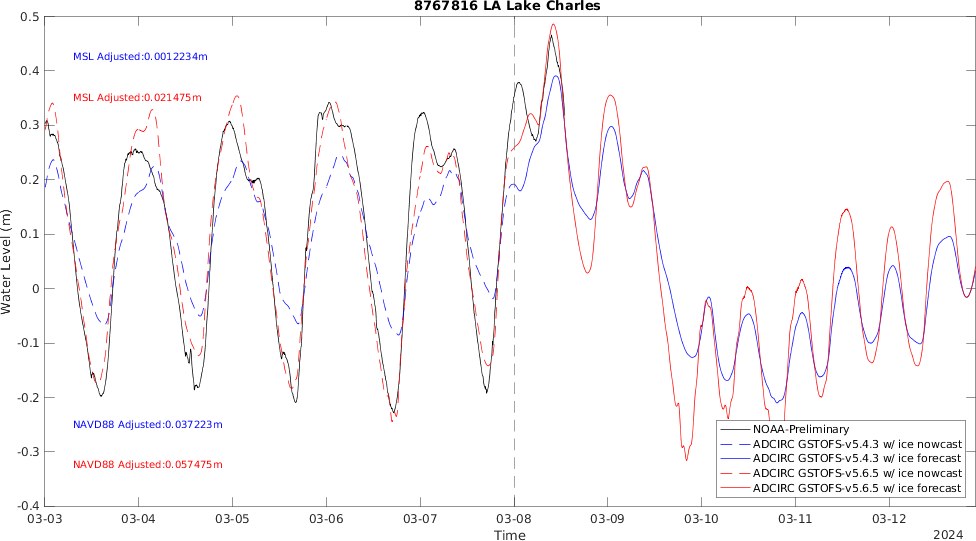 8767816 LA Lake Charles
0.5
0.4
0.3
0.2
0.1
0
-0.1
-0.2
-0.3
-0.4
Water Level (m)
MSL Adjusted:0.0012234m
MSL Adjusted:0.021475m
NAVD88 Adjusted:0.037223m
NAVD88 Adjusted:0.057475m
NOAA-Preliminary
ADCIRC GSTOFS-v5.4.3 w/ ice nowcast
ADCIRC GSTOFS-v5.4.3 w/ ice forecast
ADCIRC GSTOFS-v5.6.5 w/ ice nowcast
ADCIRC GSTOFS-v5.6.5 w/ ice forecast
03-03 03-04 03-05 03-06 03-07 03-08 03-09 03-10 03-11 03-12
Time
2024